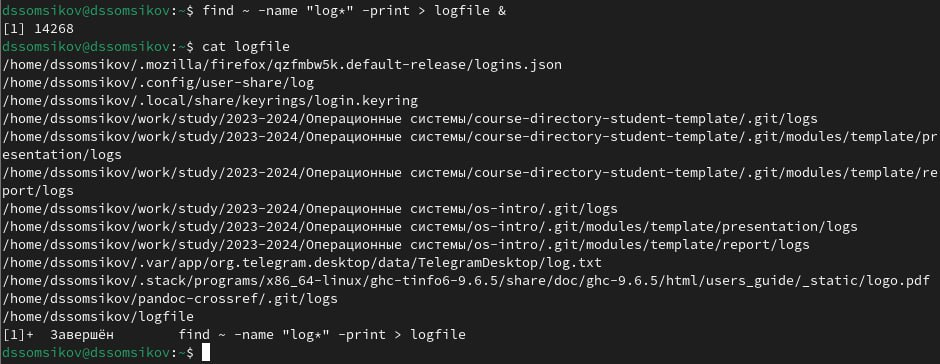 dssomsikov@dssomsikov:~$ find ~ -name "log*" -print > logfile &
[1] 14268
dssomsikov@dssomsikov:~$ cat logfile
/home/dssomsikov/.mozilla/firefox/qzfmbw5k.default-release/logins.json
/home/dssomsikov/.config/user-share/log
/home/dssomsikov/.local/share/keyrings/login.keyring
/home/dssomsikov/work/study/2023-2024/Операционные системы/course-directory-student-template/.git/logs
/home/dssomsikov/work/study/2023-2024/Операционные системы/course-directory-student-template/.git/modules/template/pr
esentation/logs
/home/dssomsikov/work/study/2023-2024/Операционные системы/course-directory-student-template/.git/modules/template/re
port/logs
/home/dssomsikov/work/study/2023-2024/Операционные системы/os-intro/.git/logs
/home/dssomsikov/work/study/2023-2024/Операционные системы/os-intro/.git/modules/template/presentation/logs
/home/dssomsikov/work/study/2023-2024/Операционные системы/os-intro/.git/modules/template/report/logs
/home/dssomsikov/.var/app/org.telegram.desktop/data/TelegramDesktop/log.txt
/home/dssomsikov/.stack/programs/x86_64-linux/ghc-tinfo6-9.6.5/share/doc/ghc-9.6.5/html/users_guide/_static/logo.pdf
/home/dssomsikov/pandoc-crossref/.git/logs
/home/dssomsikov/logfile
[1]+  Завершён        find ~ -name "log*" -print > logfile
dssomsikov@dssomsikov:~$